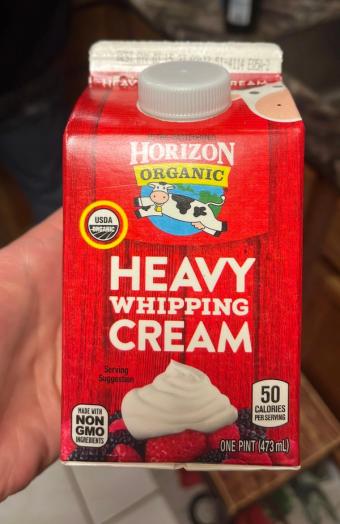 HORIZON
ORGANIC
USDA
ORGANIC
HEAVY
WHIPPING
CREAM
Serving
Suggestion
MADE WITH
NON
GMO
INGREDIENTS
50
CALORIES
PER SERVING
ONE PINT (473 mL)